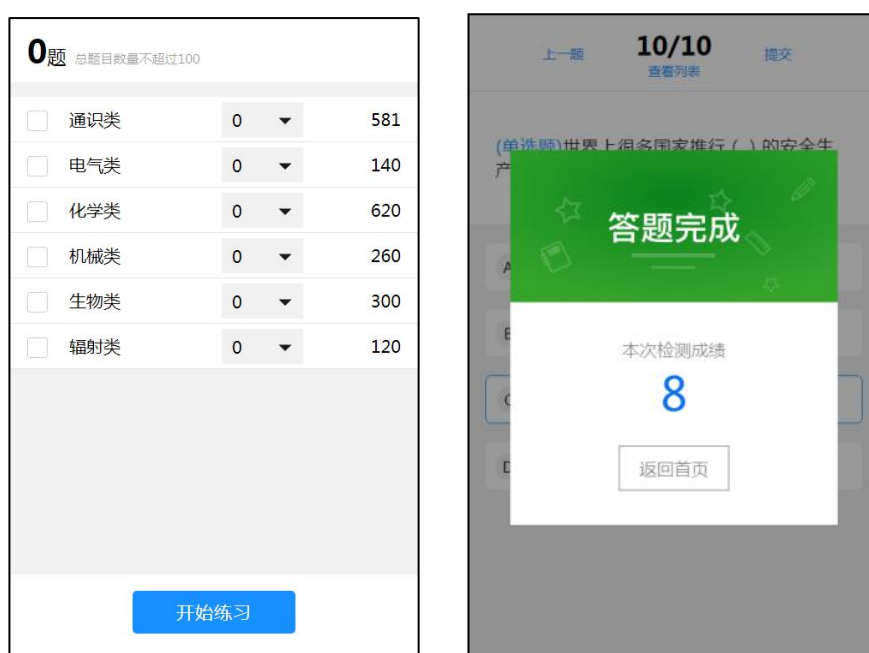 0题 总题目数量不超过100
通识类 0 581
电气类 0 140
化学类 0 620
机械类 0 260
生物类 0 300
辐射类 0 120
开始练习
上一题 10/10 提交
查看列表
(单选题)世界上很多国家推行 ( ) 的安全生
产
答题完成
A
本次检测成绩
8
D
返回首页